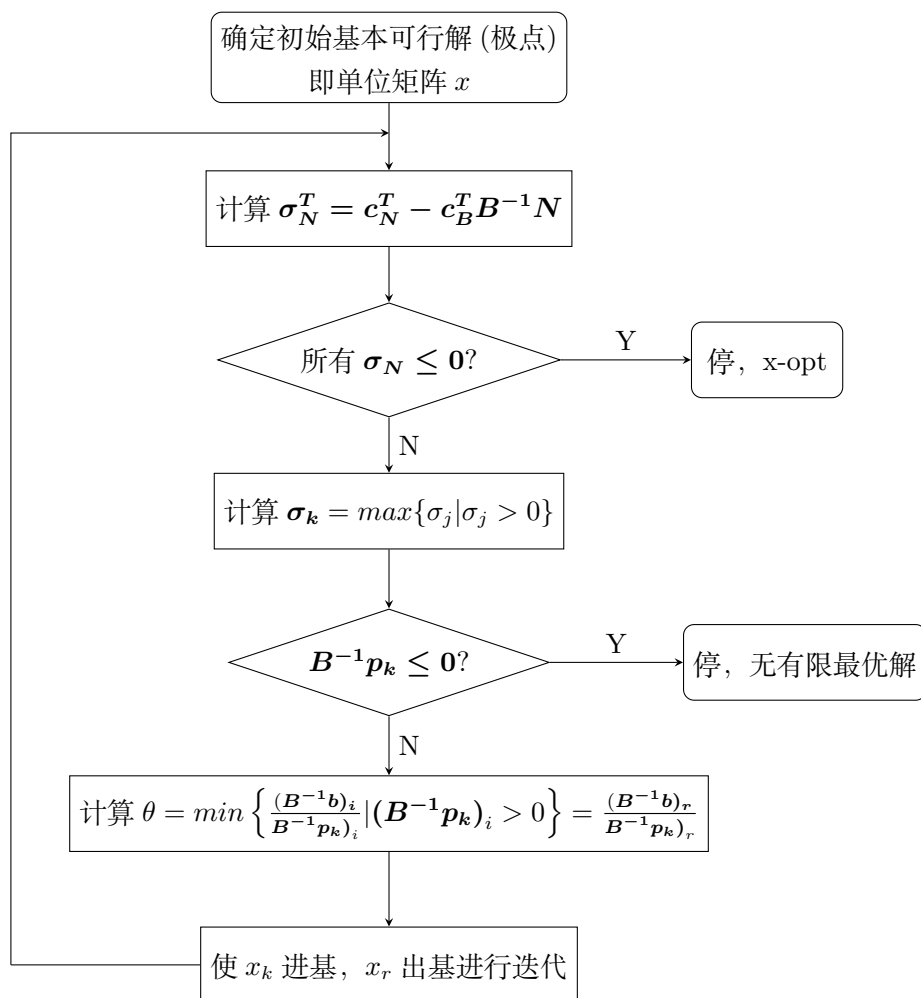 确定初始基本可行解 (极点)
即单位矩阵 x
计算 σ_N^T = c_N^T − c_B^T B^{−1} N
所有 σ_N ≤ 0?
Y
停，x-opt
N
计算 σ_k = max{σ_j|σ_j > 0}
B^{−1}p_k ≤ 0?
Y
停，无有限最优解
N
计算 θ = min { (B^{−1}b)_i / B^{−1}p_k)_i | (B^{−1}p_k)_i > 0 } = (B^{−1}b)_r / B^{−1}p_k)_r
使 x_k 进基，x_r 出基进行迭代